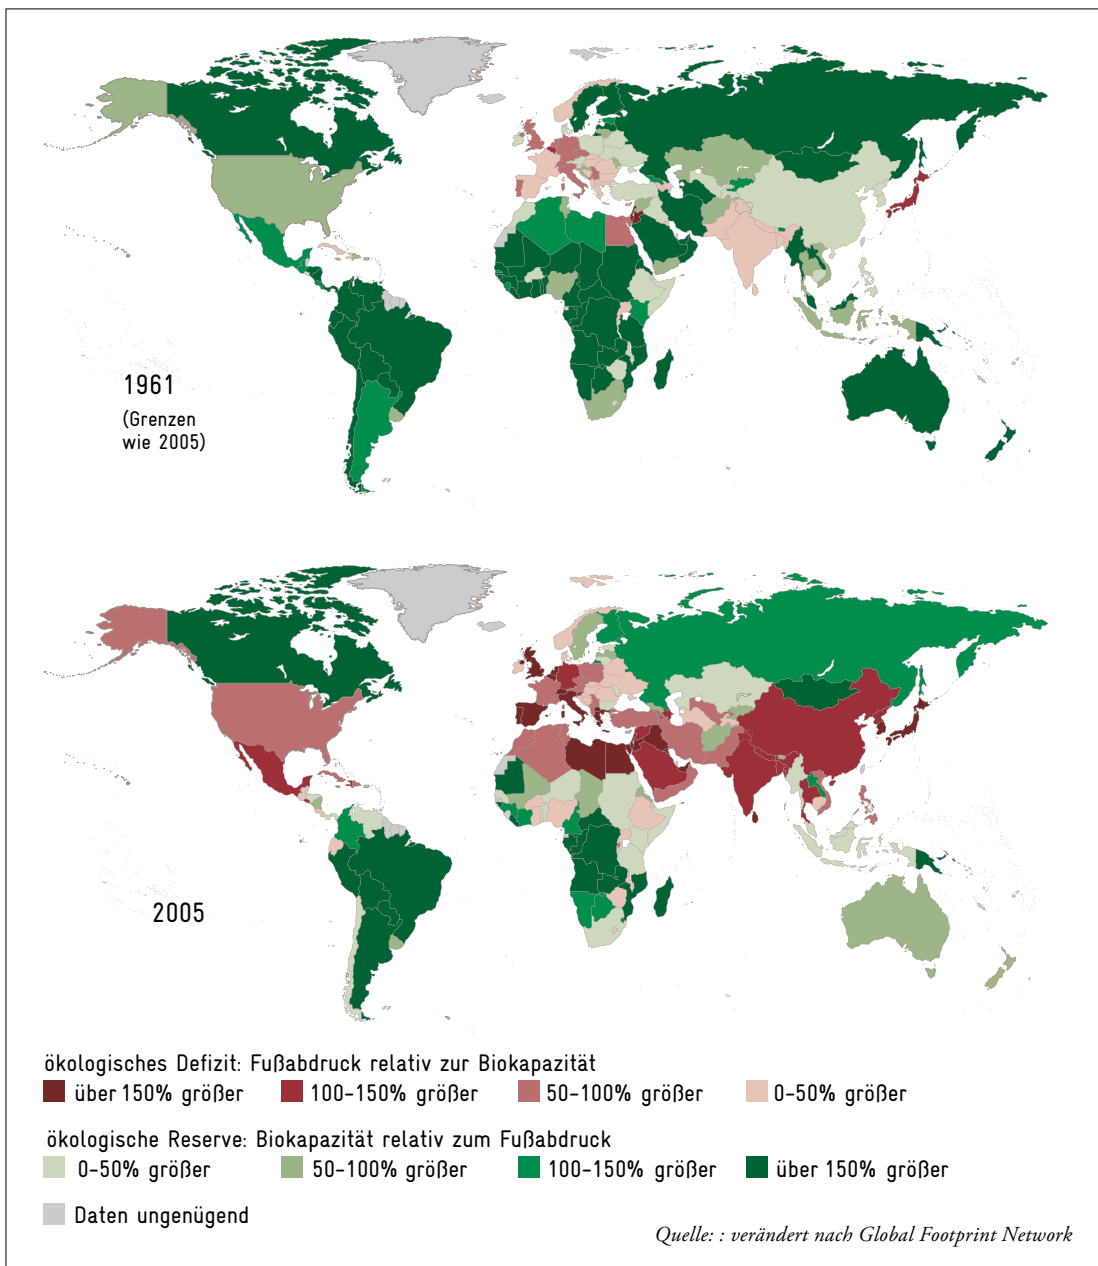 1961
(Grenzen
wie 2005)
2005
ökologisches Defizit: Fußabdruck relativ zur Biokapazität
über 150% größer
100-150% größer
50-100% größer
0-50% größer
ökologische Reserve: Biokapazität relativ zum Fußabdruck
0-50% größer
50-100% größer
100-150% größer
über 150% größer
Daten ungenügend
Quelle: : verändert nach Global Footprint Network